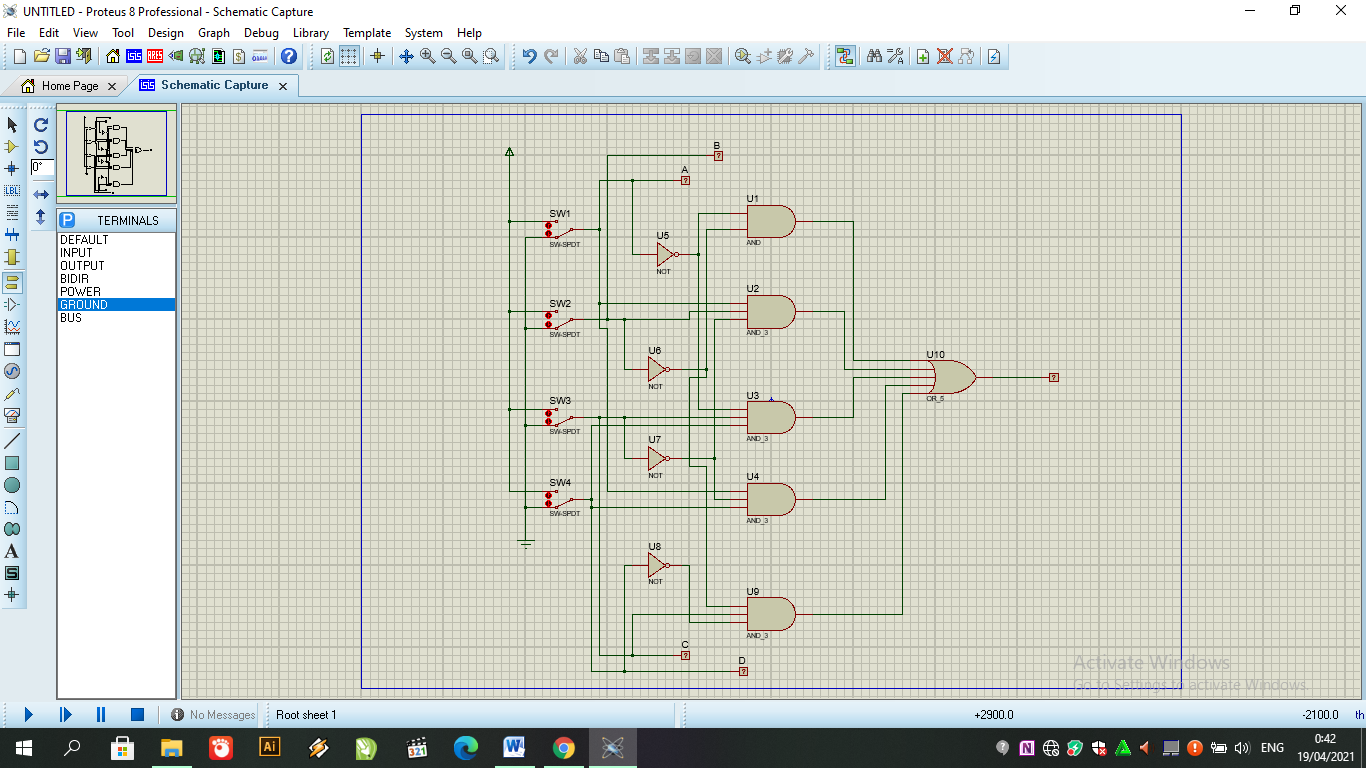 UNTITLED - Proteus 8 Professional - Schematic Capture
File Edit View Tool Design Graph Debug Library Template System Help
Home Page
Schematic Capture
0°
LBL
P TERMINALS
DEFAULT
INPUT
OUTPUT
BIDIR
POWER
GROUND
BUS
A
S
B
?
A
?
U1
AND
SW1
SW-SPDT
U5
NOT
U2
AND_3
SW2
SW-SPDT
U6
NOT
U10
OR_5
?
U3
AND_3
SW3
SW-SPDT
U7
NOT
U4
AND_3
SW4
SW-SPDT
U8
NOT
U9
AND_3
C
?
D
?
Activate Windows
Go to Settings to activate Windows.
No Messages
Root sheet 1
+2900.0
-2100.0
th
Ai
321
W
N
ENG
0:42
19/04/2021